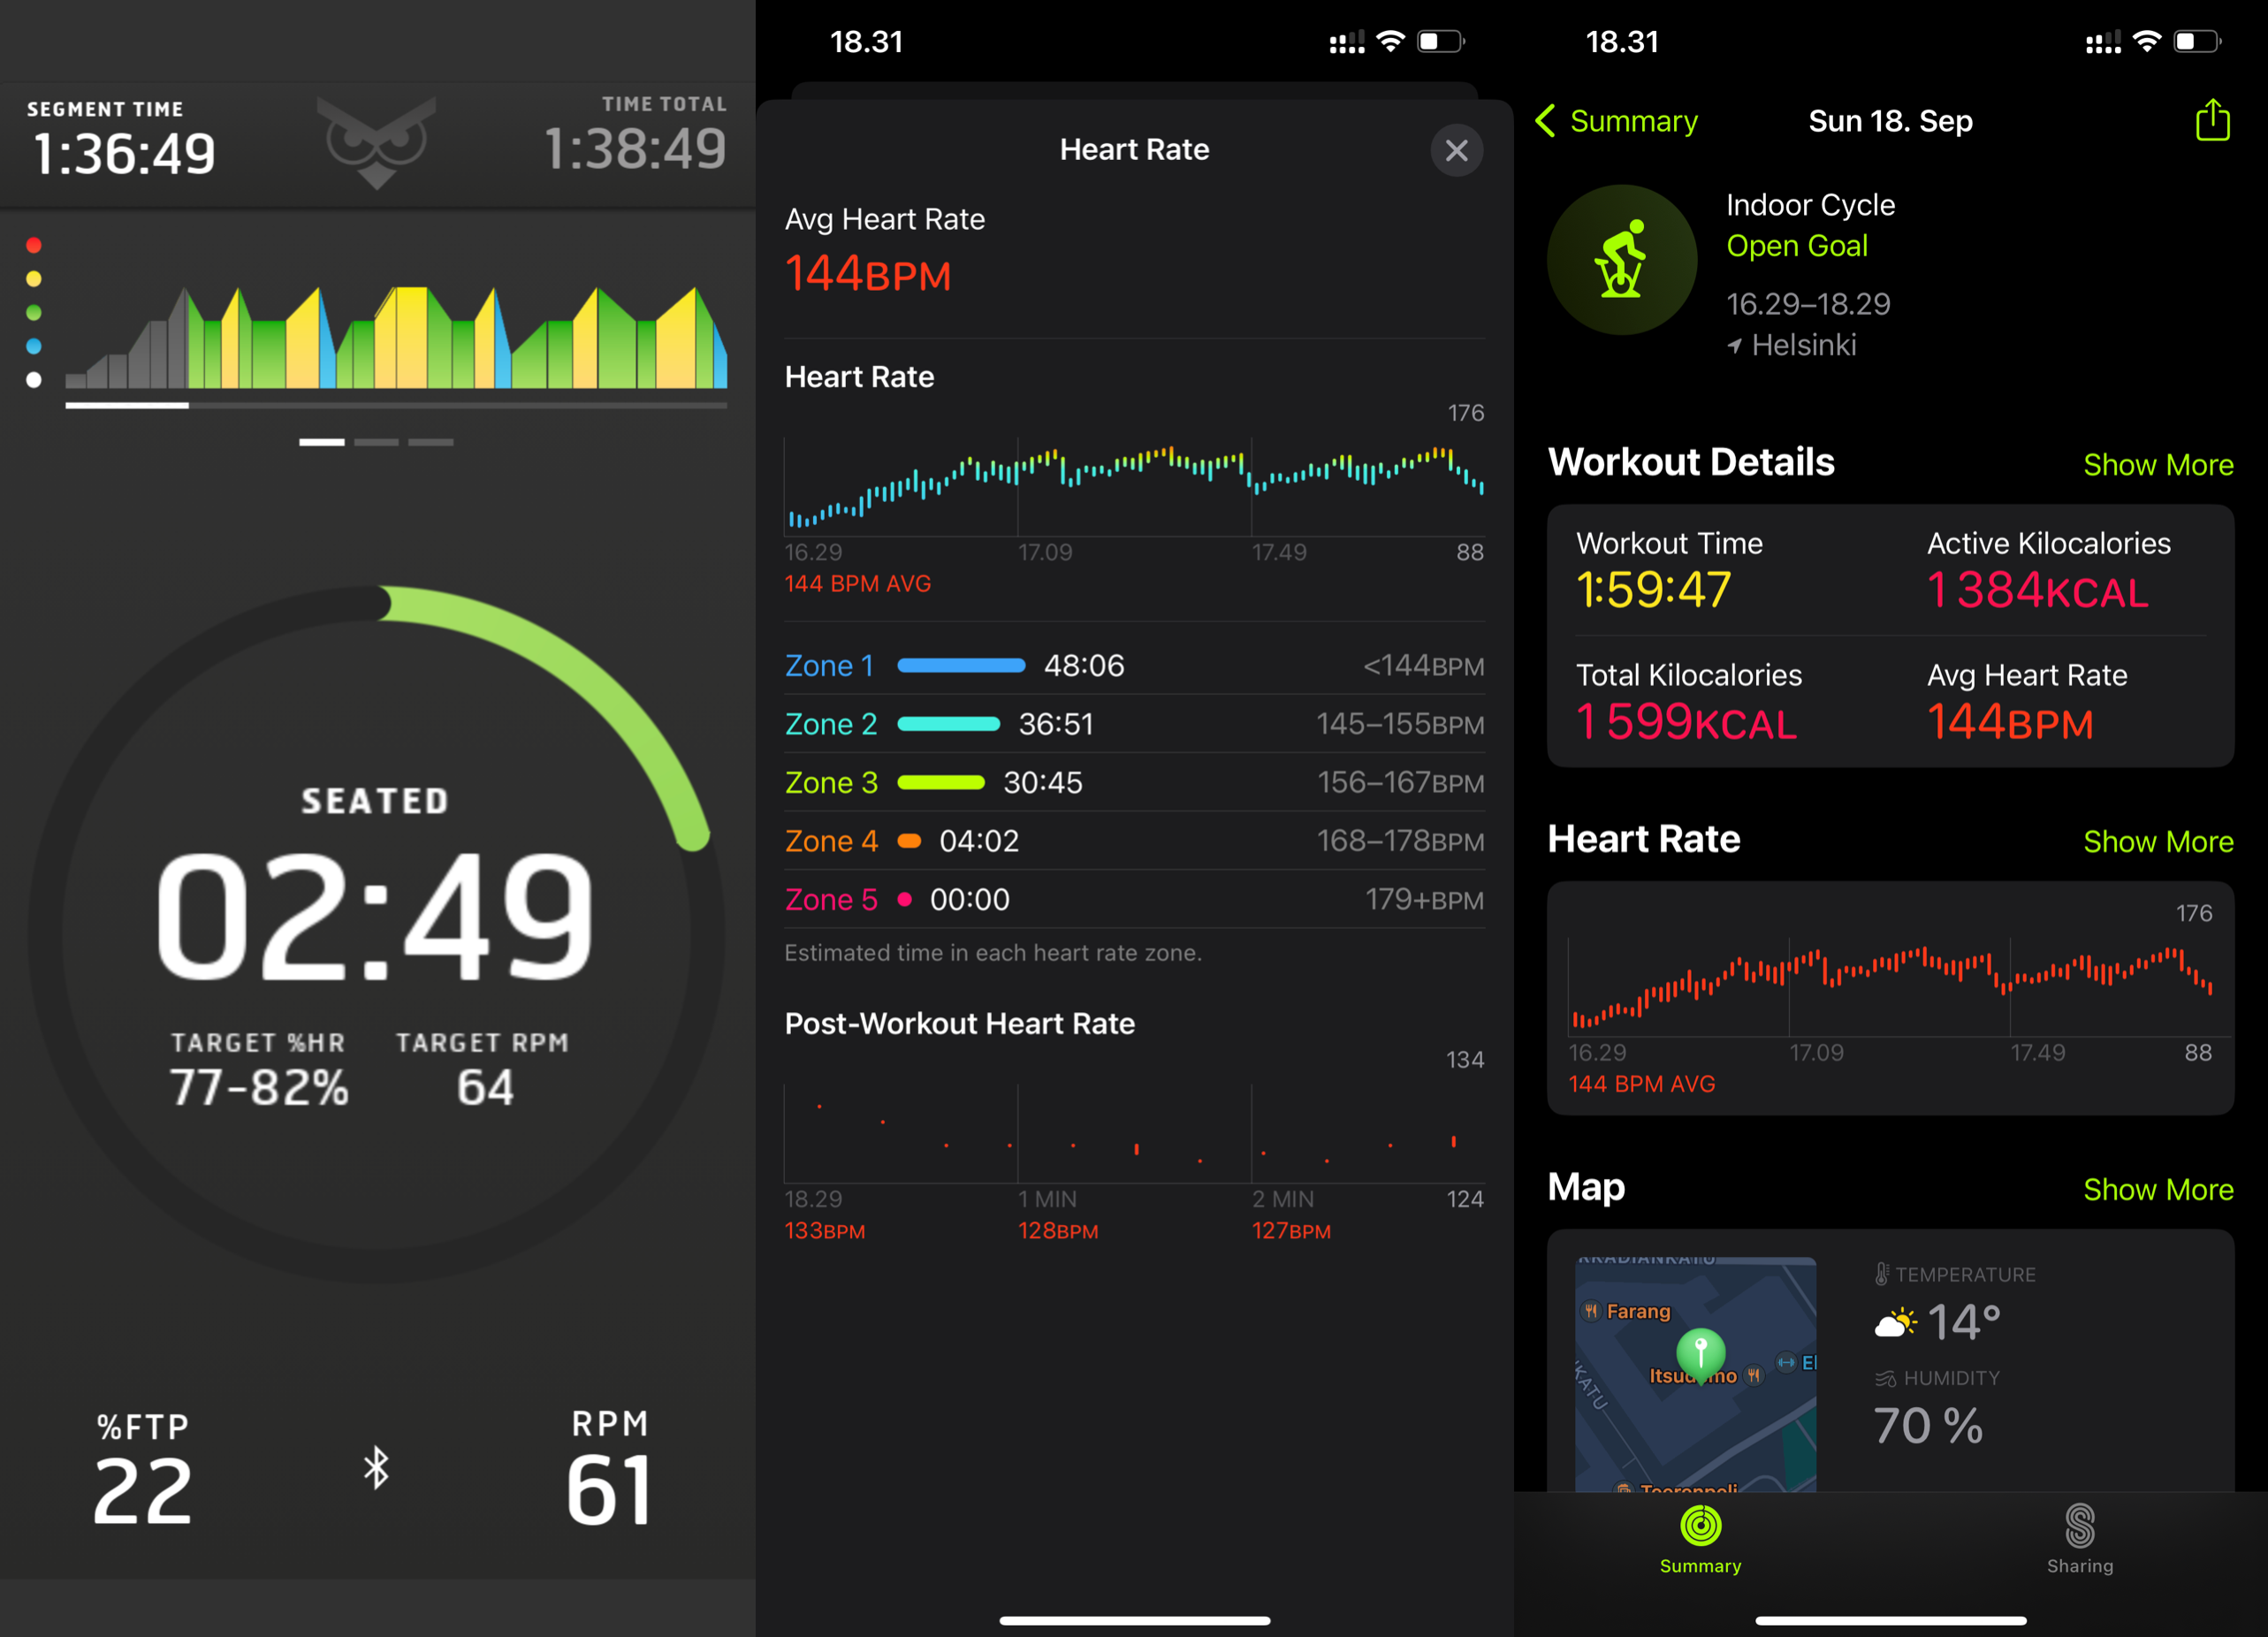 SEGMENT TIME
1:36:49
TIME TOTAL
1:38:49
SEATED
02:49
TARGET %HR
77-82%
TARGET RPM
64
%FTP
22
RPM
61
18.31
Heart Rate
Avg Heart Rate
144BPM
Heart Rate
176
16.29 17.09 17.49 88
144 BPM AVG
Zone 1 48:06 <144BPM
Zone 2 36:51 145–155BPM
Zone 3 30:45 156–167BPM
Zone 4 04:02 168–178BPM
Zone 5 00:00 179+BPM
Estimated time in each heart rate zone.
Post-Workout Heart Rate
134
18.29 1 MIN 2 MIN 124
133BPM 128BPM 127BPM
18.31
Summary Sun 18. Sep
Indoor Cycle
Open Goal
16.29–18.29
Helsinki
Workout Details Show More
Workout Time
1:59:47
Active Kilocalories
1 384KCAL
Total Kilocalories
1 599KCAL
Avg Heart Rate
144BPM
Heart Rate Show More
176
16.29 17.09 17.49 88
144 BPM AVG
Map Show More
Farang
El
KATU
TEMPERATURE
14°
HUMIDITY
70 %
Summary
Sharing